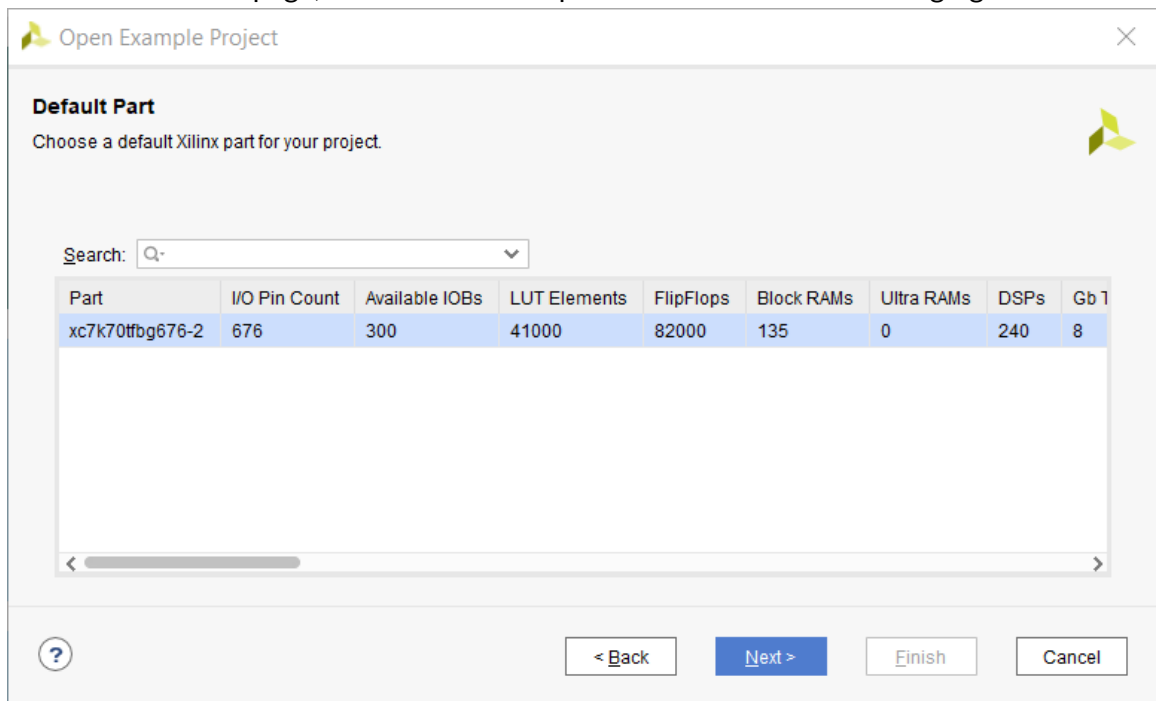 Open Example Project
Default Part
Choose a default Xilinx part for your project.
Search:
Part I/O Pin Count Available IOBs LUT Elements FlipFlops Block RAMs Ultra RAMs DSPs Gb T
xc7k70tfbg676-2 676 300 41000 82000 135 0 240 8
? < Back Next > Finish Cancel